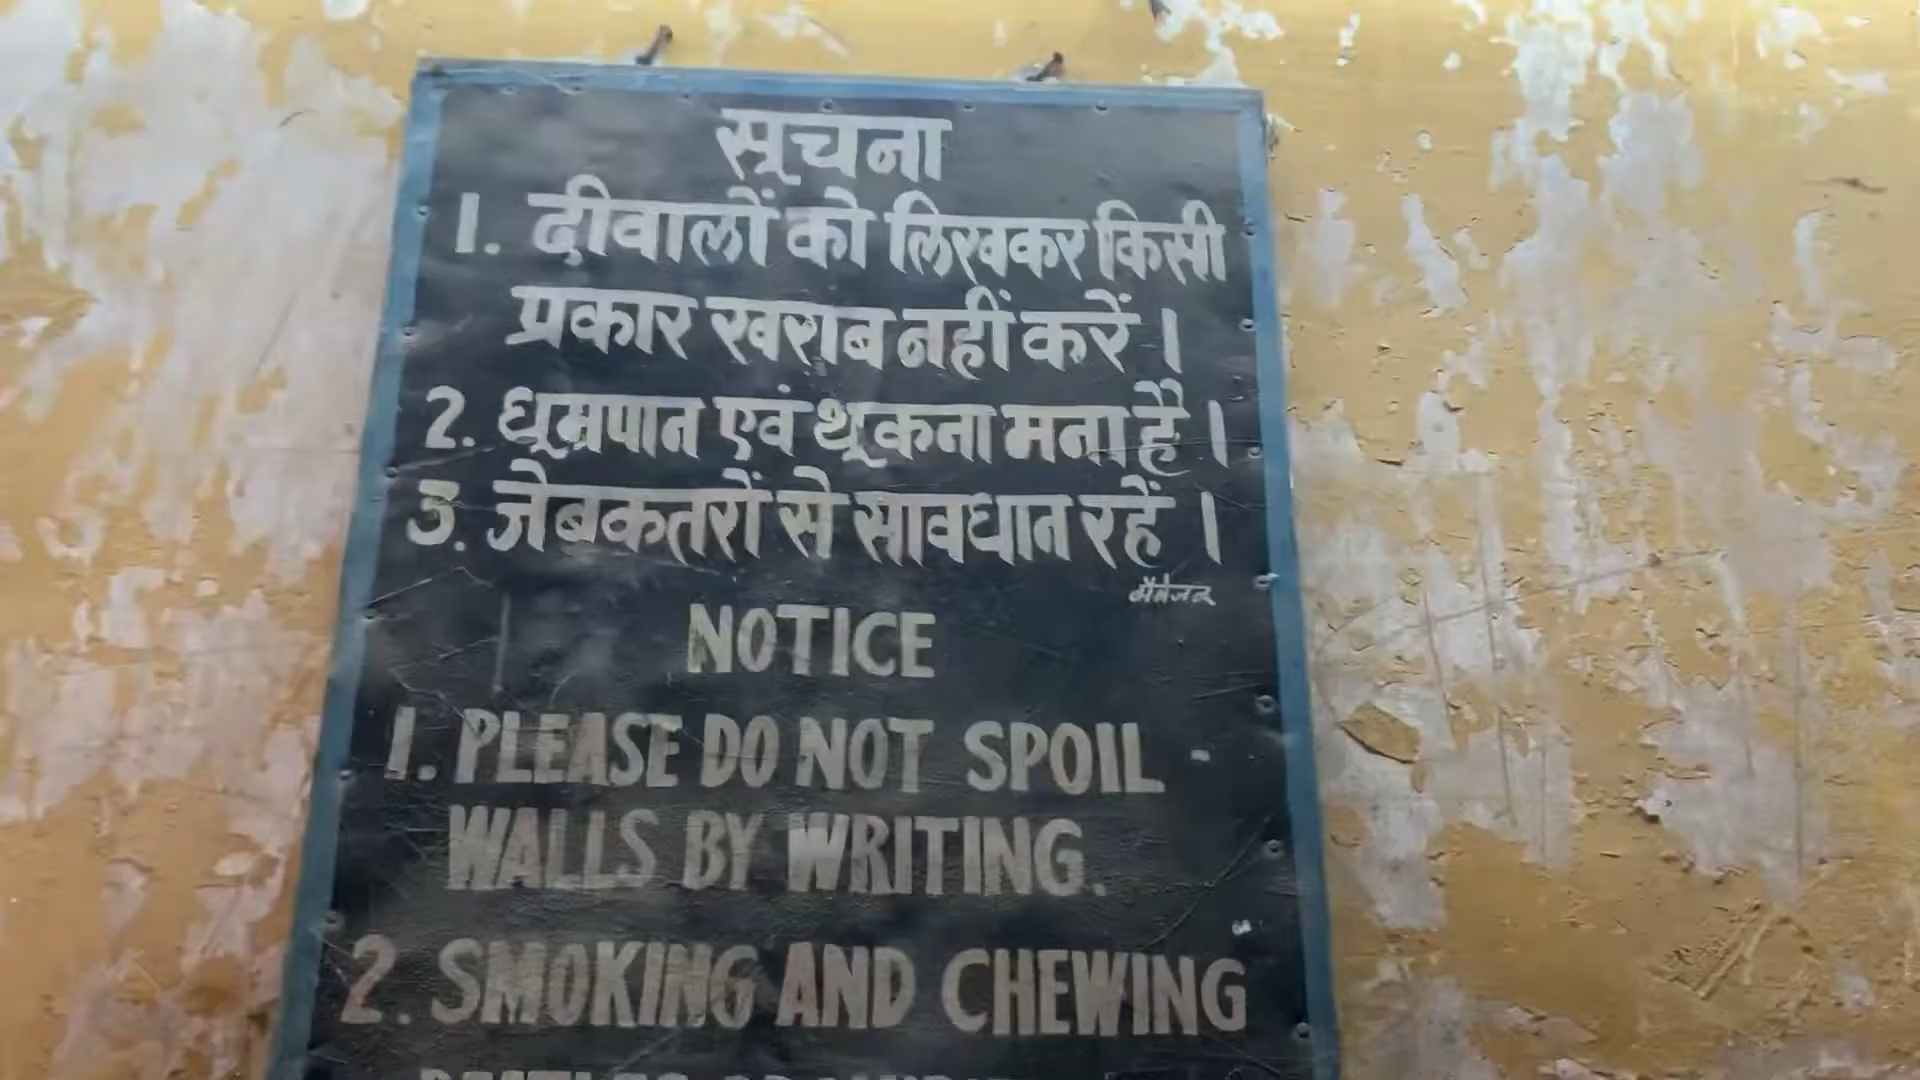 सूचना
1. दीवालों को लिखकर किसी
प्रकार खराब नहीं करें ।
2. धूम्रपान एवं थूकना मना है ।
3. जेबकतरों से सावधान रहें ।
मैनेजर
NOTICE
1. PLEASE DO NOT SPOIL
WALLS BY WRITING.
2. SMOKING AND CHEWING